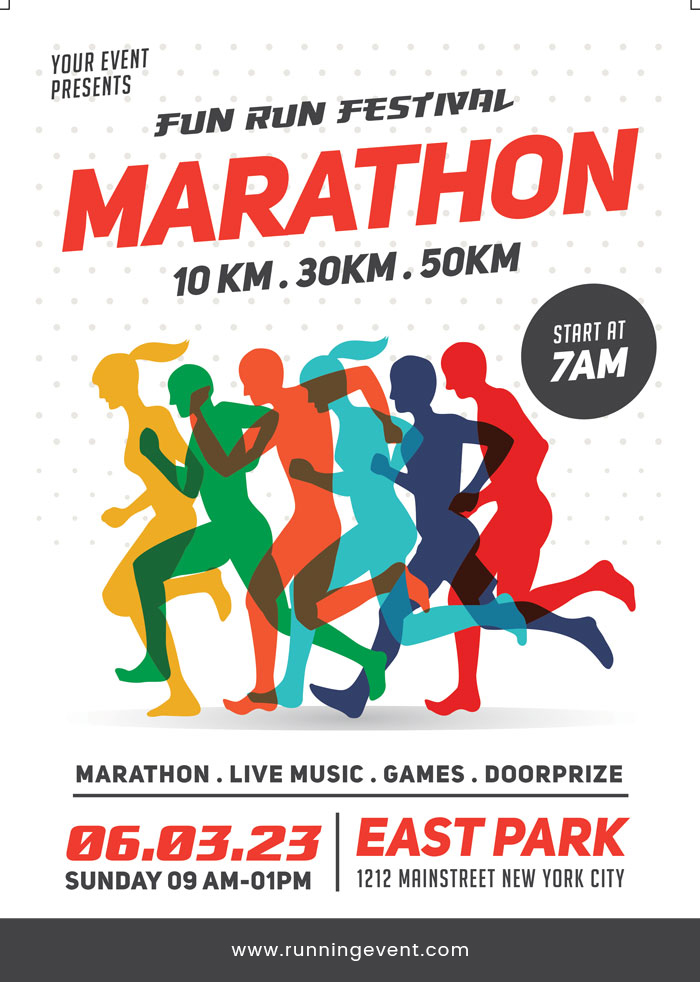 YOUR EVENT
PRESENTS
FUN RUN FESTIVAL
MARATHON
10 KM . 30KM . 50KM
START AT
7AM
MARATHON . LIVE MUSIC . GAMES . DOORPRIZE
06.03.23
SUNDAY 09 AM-01PM
EAST PARK
1212 MAINSTREET NEW YORK CITY
www.runningevent.com